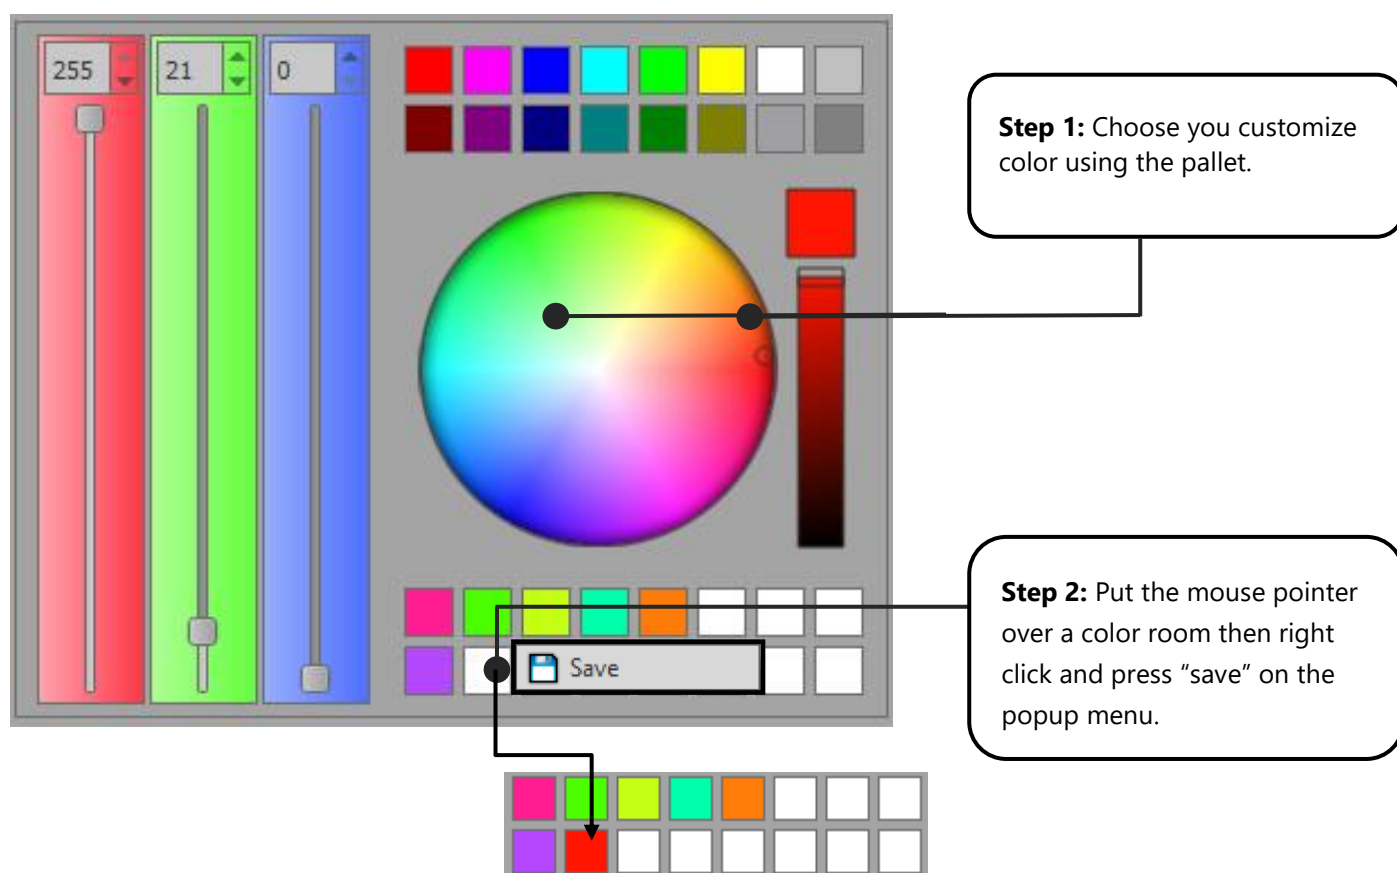 255
21
0
Step 1: Choose you customize
color using the pallet.
Step 2: Put the mouse pointer
over a color room then right
click and press “save” on the
popup menu.
Save